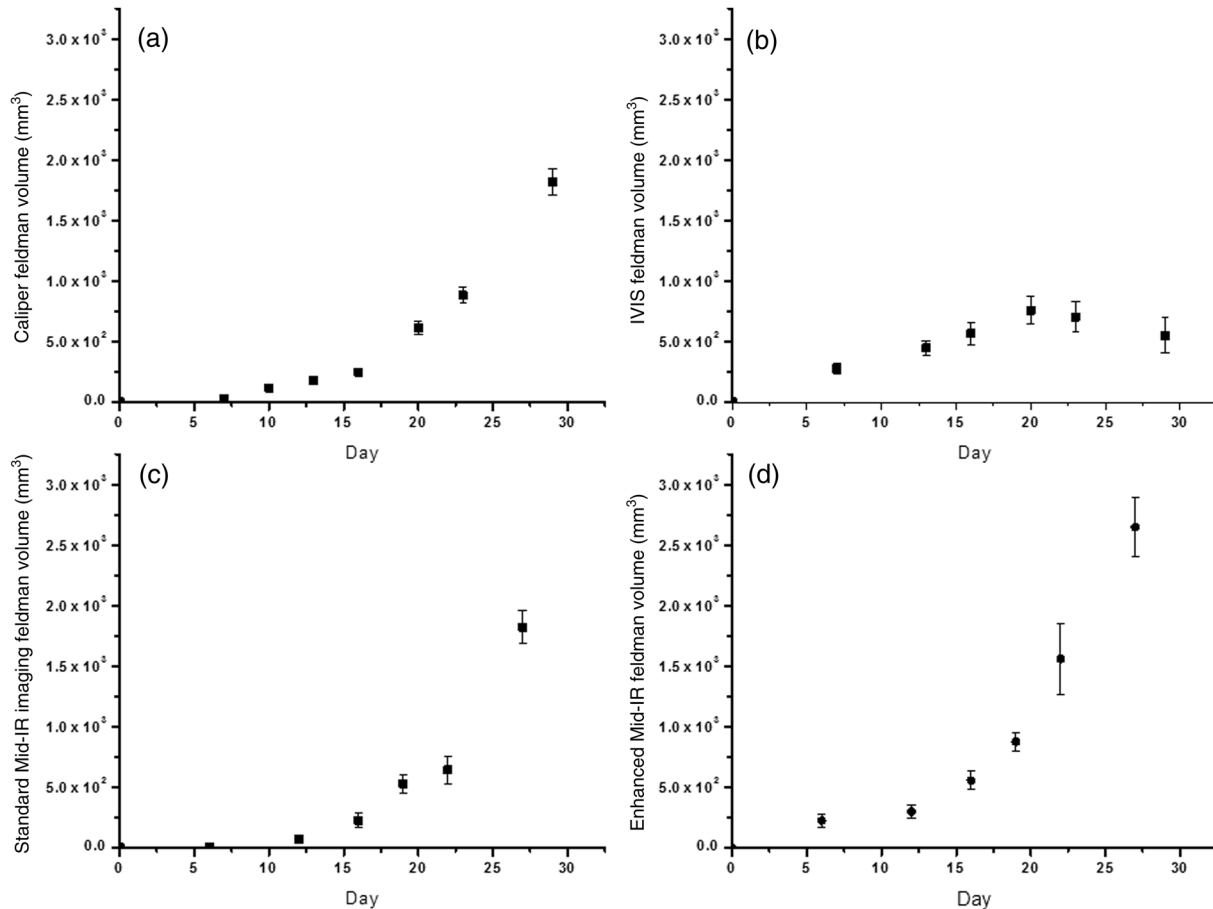 (a)
Caliper feldman volume (mm³)
3.0 x 10³
2.5 x 10³
2.0 x 10³
1.5 x 10³
1.0 x 10³
5.0 x 10²
0.0
0 5 10 15 20 25 30
Day
(b)
IVIS feldman volume (mm³)
3.0 x 10³
2.5 x 10³
2.0 x 10³
1.5 x 10³
1.0 x 10³
5.0 x 10²
0.0
0 5 10 15 20 25 30
Day
(c)
Standard Mid-IR imaging feldman volume (mm³)
3.0 x 10³
2.5 x 10³
2.0 x 10³
1.5 x 10³
1.0 x 10³
5.0 x 10²
0.0
0 5 10 15 20 25 30
Day
(d)
Enhanced Mid-IR feldman volume (mm³)
3.0 x 10³
2.5 x 10³
2.0 x 10³
1.5 x 10³
1.0 x 10³
5.0 x 10²
0.0
0 5 10 15 20 25 30
Day